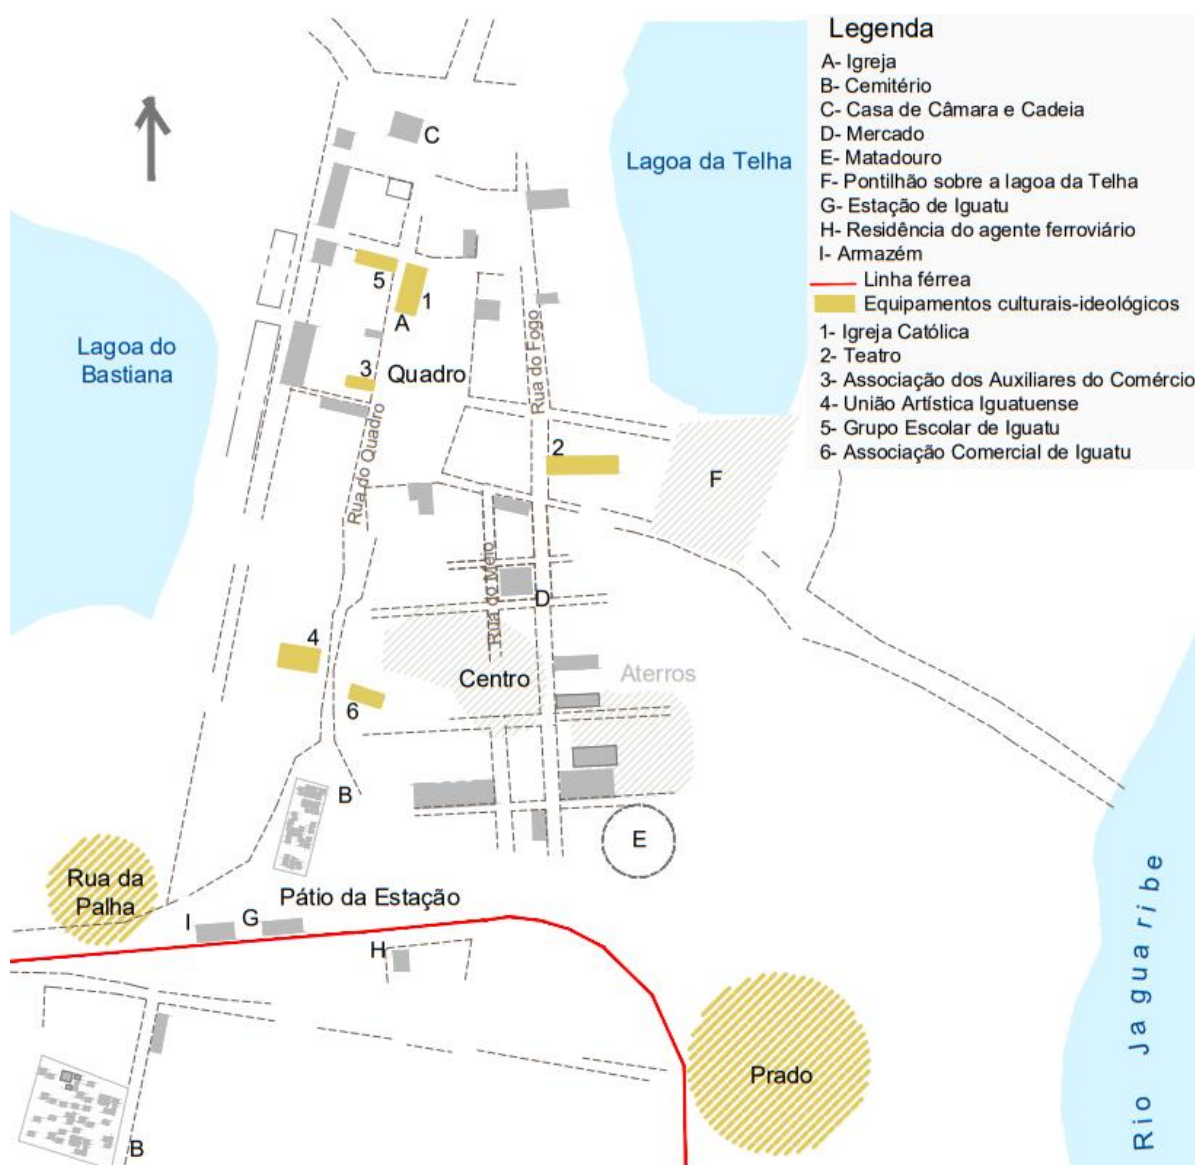 Legenda
A- Igreja
B- Cemitério
C- Casa de Câmara e Cadeia
D- Mercado
E- Matadouro
F- Pontilhão sobre a lagoa da Telha
G- Estação de Iguatu
H- Residência do agente ferroviário
I- Armazém
Linha férrea
Equipamentos culturais-ideológicos
1- Igreja Católica
2- Teatro
3- Associação dos Auxiliares do Comércio
4- União Artística Iguatuense
5- Grupo Escolar de Iguatu
6- Associação Comercial de Iguatu
C
Lagoa da Telha
5
1
A
Lagoa do
Bastiana
3
Quadro
Rua do Fogo
Rua do Quadro
2
F
Rua do Meio
D
4
Centro
Aterros
6
B
E
Rua da
Palha
Pátio da Estação
I
G
H
Prado
Rio Jaguaribe
B